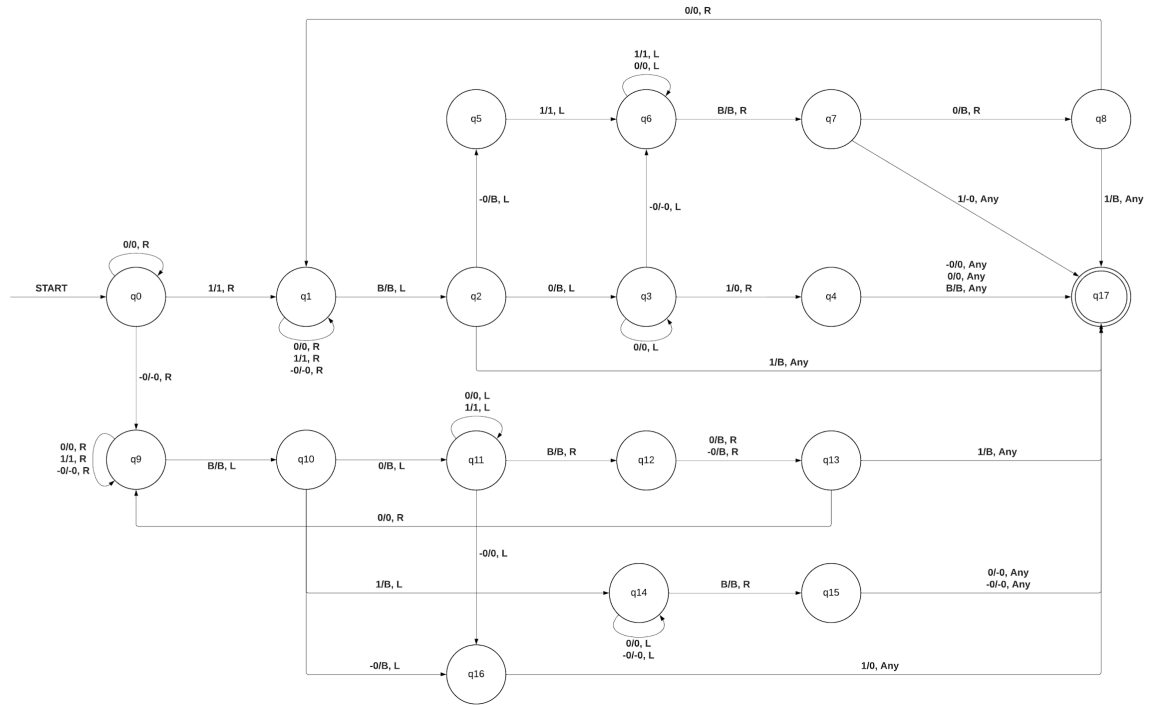 0/0, R
1/1, L
0/0, L
q5
1/1, L
q6
B/B, R
q7
0/B, R
q8
-0/B, L
-0/-0, L
1/-0, Any
1/B, Any
0/0, R
START
q0
1/1, R
q1
B/B, L
q2
0/B, L
q3
1/0, R
q4
-0/0, Any
0/0, Any
B/B, Any
q17
0/0, R
1/1, R
-0/-0, R
0/0, L
1/B, Any
-0/-0, R
0/0, L
1/1, L
0/0, R
1/1, R
-0/-0, R
q9
B/B, L
q10
0/B, L
q11
B/B, R
q12
0/B, R
-0/B, R
q13
1/B, Any
0/0, R
-0/0, L
1/B, L
q14
B/B, R
q15
0/-0, Any
-0/-0, Any
0/0, L
-0/-0, L
-0/B, L
q16
1/0, Any